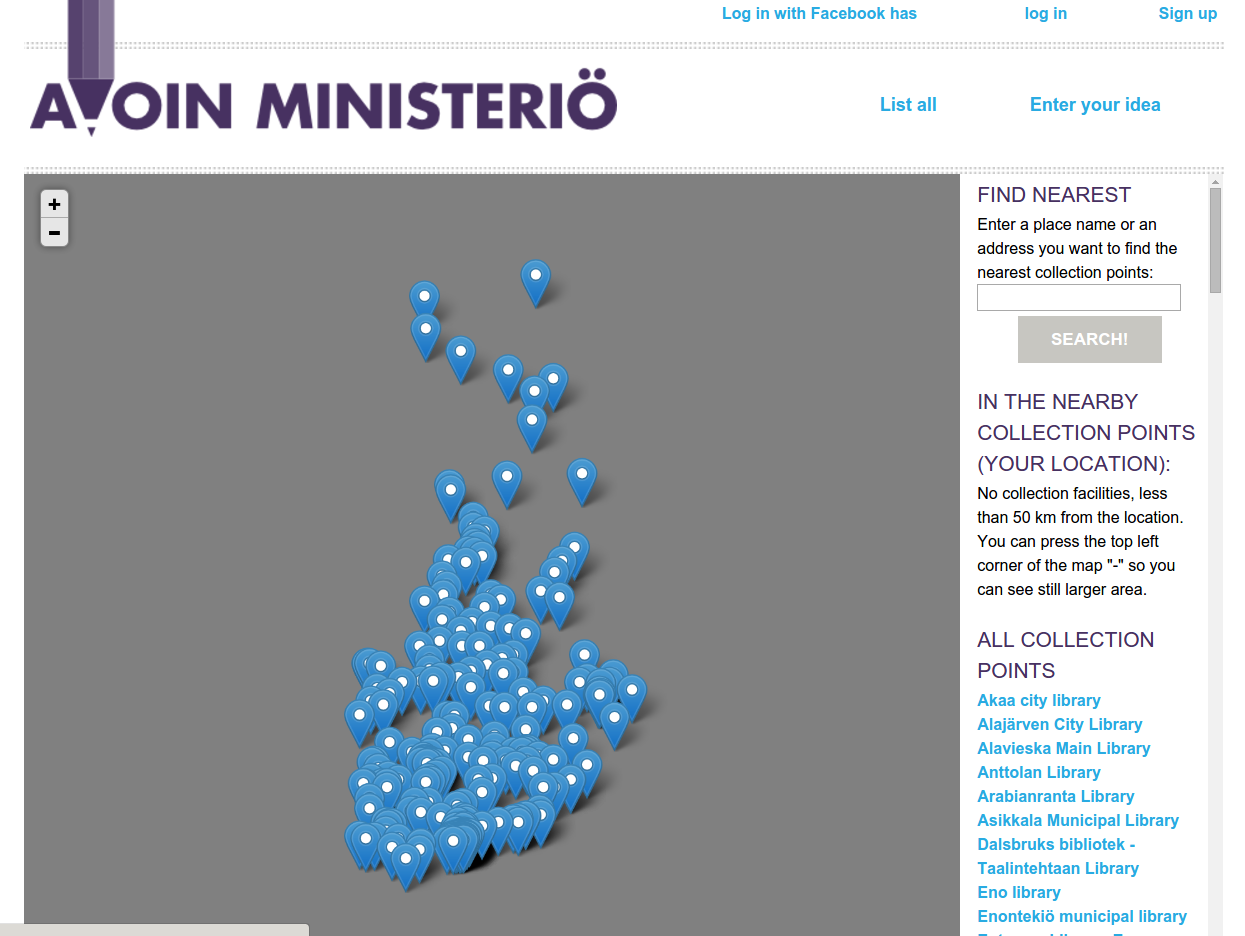 Log in with Facebook has
log in
Sign up
AVOIN MINISTERIÖ
List all
Enter your idea
+
-
FIND NEAREST
Enter a place name or an
address you want to find the
nearest collection points:
SEARCH!
IN THE NEARBY
COLLECTION POINTS
(YOUR LOCATION):
No collection facilities, less
than 50 km from the location.
You can press the top left
corner of the map "-" so you
can see still larger area.
ALL COLLECTION
POINTS
Akaa city library
Alajärven City Library
Alavieska Main Library
Anttolan Library
Arabianranta Library
Asikkala Municipal Library
Dalsbruks bibliotek -
Taalintehtaan Library
Eno library
Enontekiö municipal library